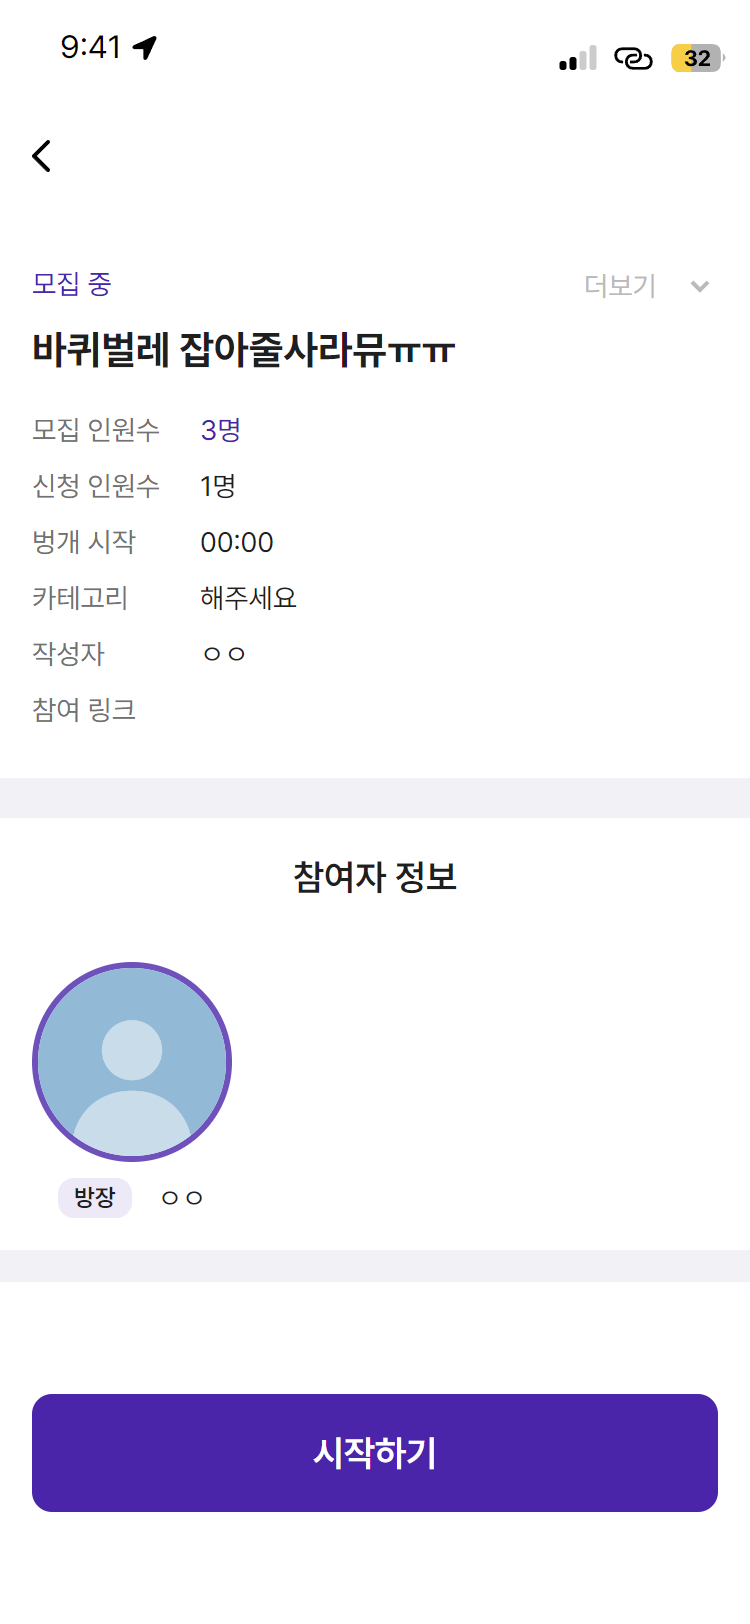 9:41
32
모집 중
더보기
바퀴벌레 잡아줄사라뮤ㅠㅠ
모집 인원수 3명
신청 인원수 1명
벙개 시작 00:00
카테고리 해주세요
작성자 ㅇㅇ
참여 링크
참여자 정보
방장 ㅇㅇ
시작하기